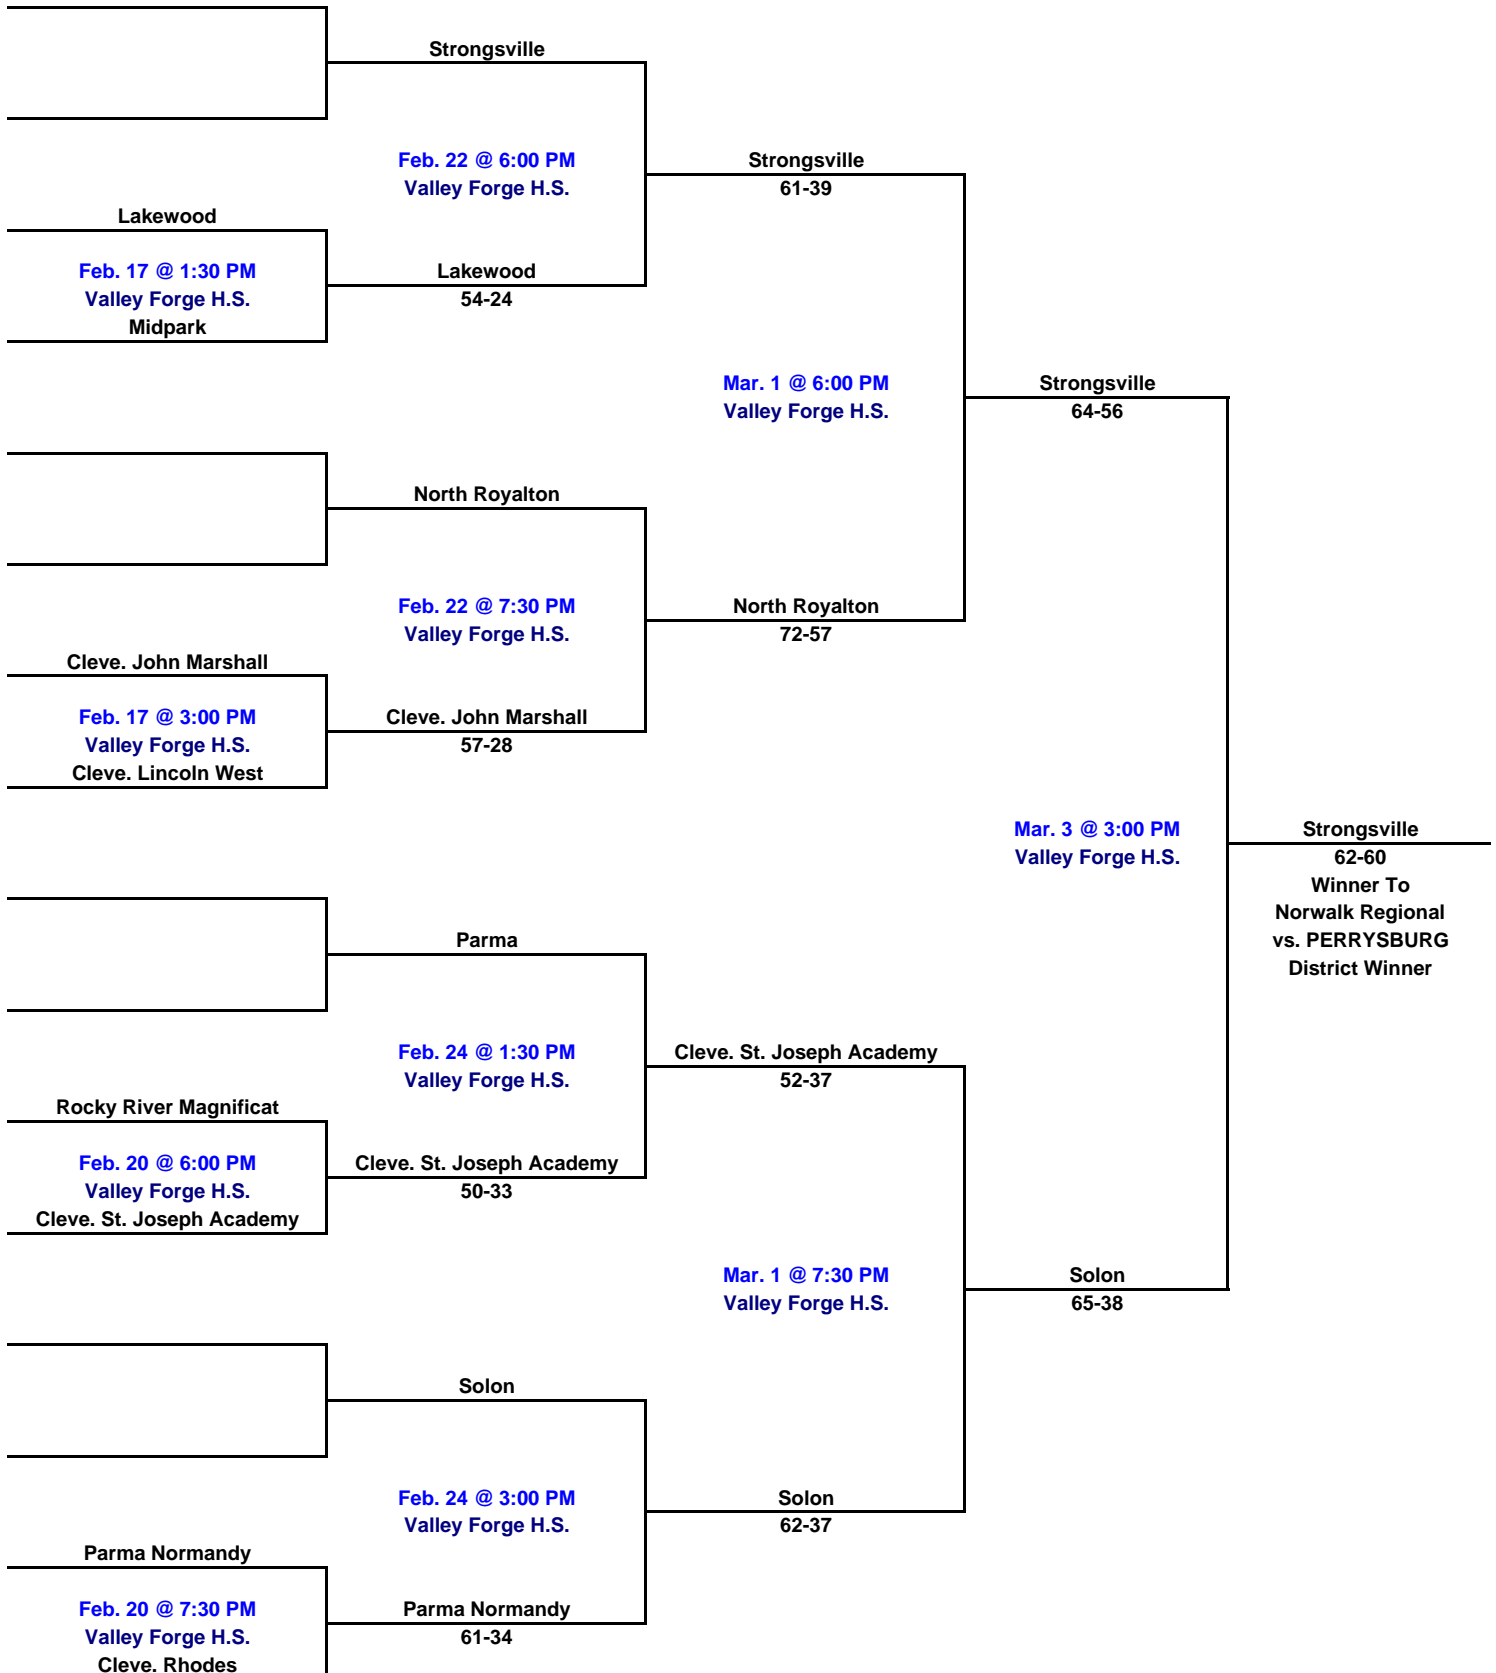 Strongsville
Feb. 22 @ 6:00 PM
Valley Forge H.S.
Strongsville
61-39
Lakewood
Feb. 17 @ 1:30 PM
Valley Forge H.S.
Midpark
Lakewood
54-24
Mar. 1 @ 6:00 PM
Valley Forge H.S.
Strongsville
64-56
North Royalton
Feb. 22 @ 7:30 PM
Valley Forge H.S.
North Royalton
72-57
Cleve. John Marshall
Feb. 17 @ 3:00 PM
Valley Forge H.S.
Cleve. Lincoln West
Cleve. John Marshall
57-28
Mar. 3 @ 3:00 PM
Valley Forge H.S.
Strongsville
62-60
Winner To
Norwalk Regional
vs. PERRYSBURG
District Winner
Parma
Feb. 24 @ 1:30 PM
Valley Forge H.S.
Cleve. St. Joseph Academy
52-37
Rocky River Magnificat
Feb. 20 @ 6:00 PM
Valley Forge H.S.
Cleve. St. Joseph Academy
Cleve. St. Joseph Academy
50-33
Mar. 1 @ 7:30 PM
Valley Forge H.S.
Solon
65-38
Solon
Feb. 24 @ 3:00 PM
Valley Forge H.S.
Solon
62-37
Parma Normandy
Feb. 20 @ 7:30 PM
Valley Forge H.S.
Cleve. Rhodes
Parma Normandy
61-34